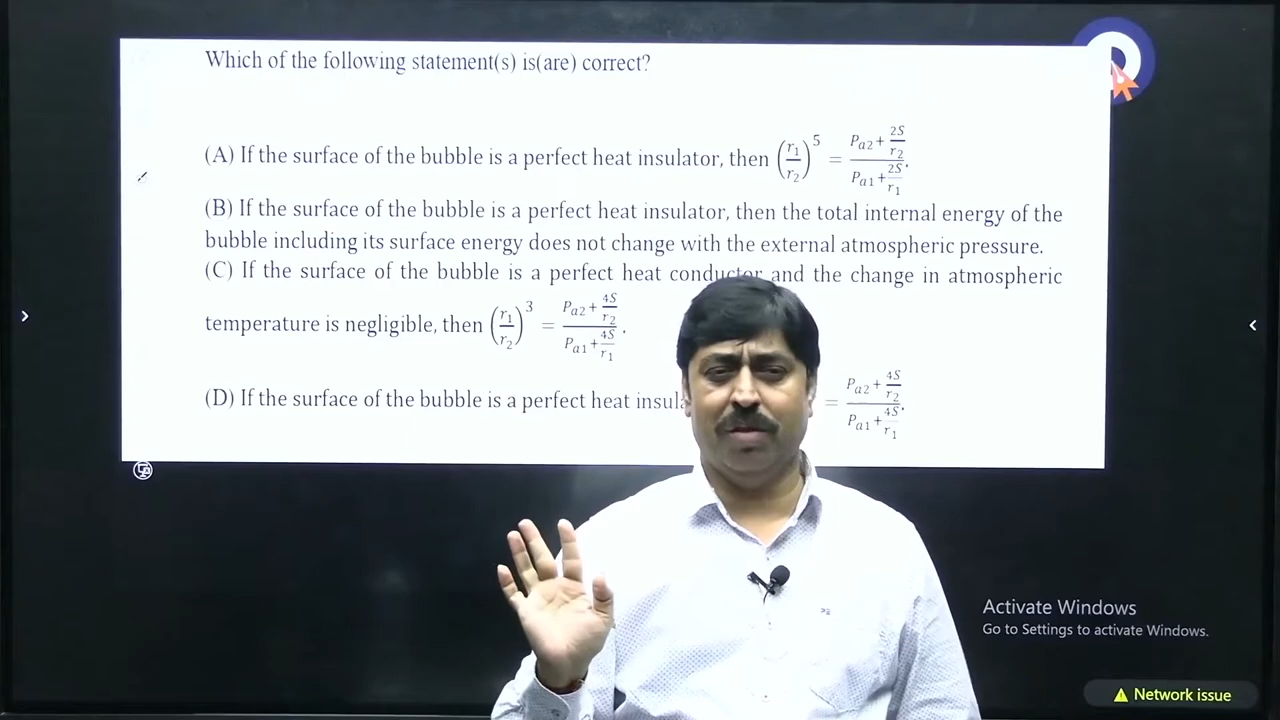 Which of the following statement(s) is(are) correct?
(A) If the surface of the bubble is a perfect heat insulator, then (r₁/r₂)⁵ = (Pₐ₂ + 2S/r₂)/(Pₐ₁ + 2S/r₁).
(B) If the surface of the bubble is a perfect heat insulator, then the total internal energy of the
bubble including its surface energy does not change with the external atmospheric pressure.
(C) If the surface of the bubble is a perfect heat conductor and the change in atmospheric
temperature is negligible, then (r₁/r₂)³ = (Pₐ₂ + 4S/r₂)/(Pₐ₁ + 4S/r₁).
(D) If the surface of the bubble is a perfect heat = (Pₐ₂ + 4S/r₂)/(Pₐ₁ + 4S/r₁).
Activate Windows
Go to Settings to activate Windows.
Network issue